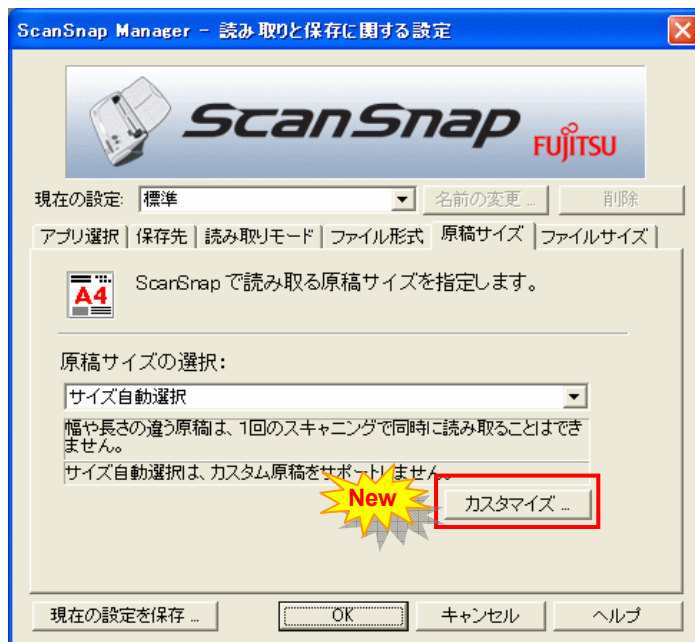 ScanSnap Manager - 読み取りと保存に関する設定
ScanSnap
FUJITSU
現在の設定: 標準 名前の変更 ... 削除
アプリ選択 保存先 読み取りモード ファイル形式 原稿サイズ ファイルサイズ
A4 ScanSnap で読み取る原稿サイズを指定します。
原稿サイズの選択:
サイズ自動選択
幅や長さの違う原稿は、1回のスキャニングで同時に読み取ることはでき
ません。
サイズ自動選択は、カスタム原稿をサポートしません。
New カスタマイズ ...
現在の設定を保存 ... OK キャンセル ヘルプ